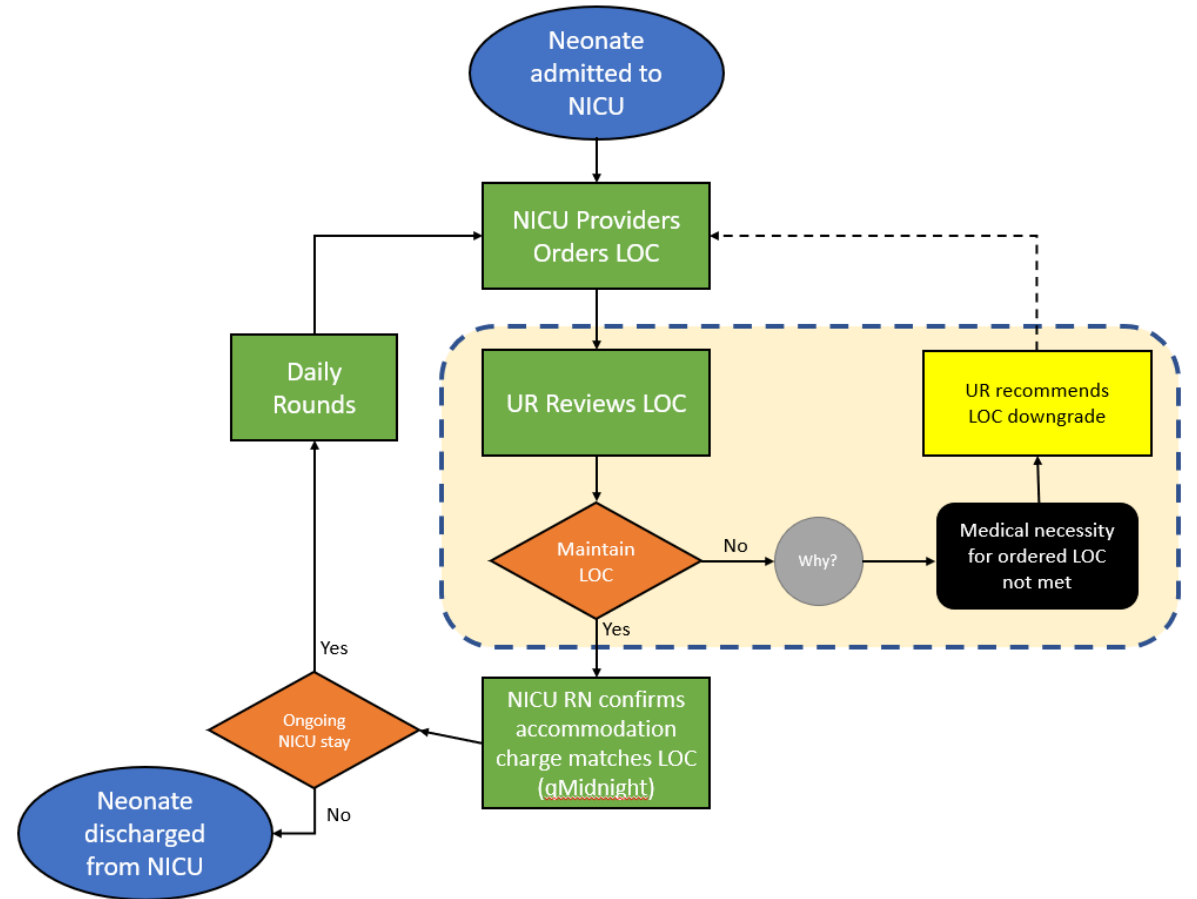 Neonate
admitted to
NICU
NICU Providers
Orders LOC
Daily
Rounds
UR Reviews LOC
UR recommends
LOC downgrade
Maintain
LOC
No
Why?
Medical necessity
for ordered LOC
not met
Yes
Yes
NICU RN confirms
accommodation
charge matches LOC
(qMidnight)
Ongoing
NICU stay
No
Neonate
discharged
from NICU